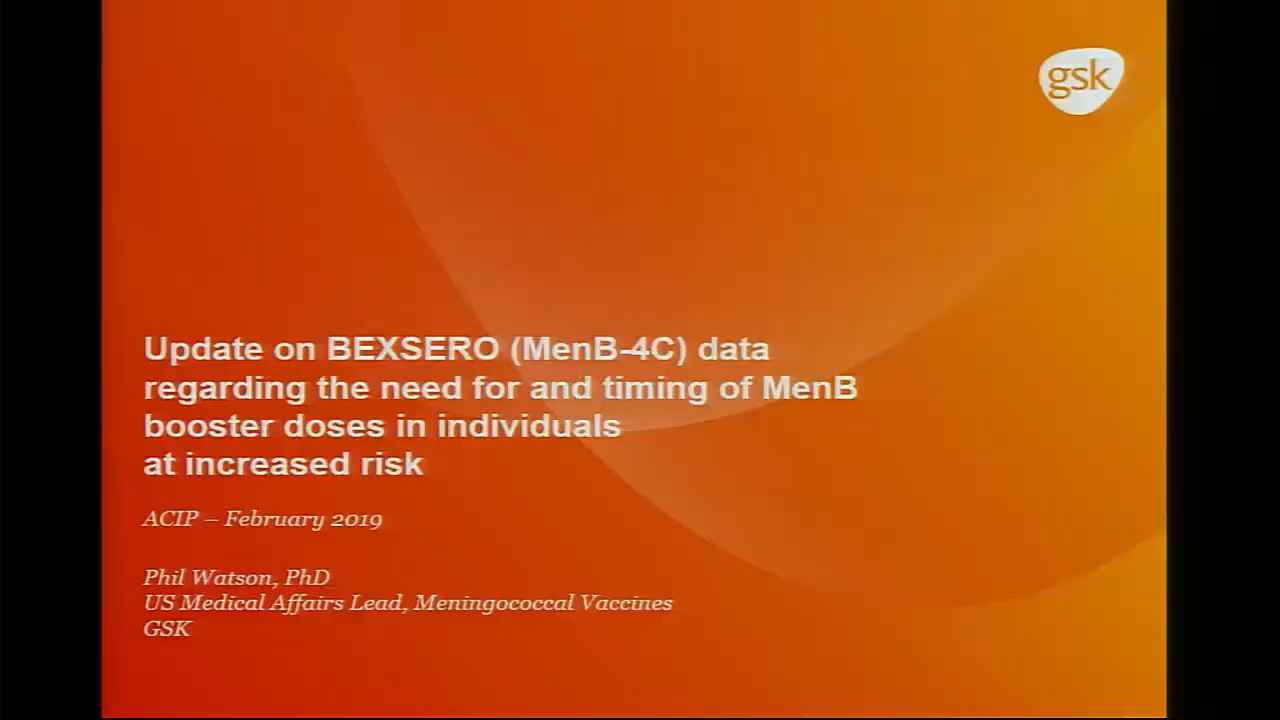 gsk
Update on BEXSERO (MenB-4C) data
regarding the need for and timing of MenB
booster doses in individuals
at increased risk
ACIP – February 2019
Phil Watson, PhD
US Medical Affairs Lead, Meningococcal Vaccines
GSK